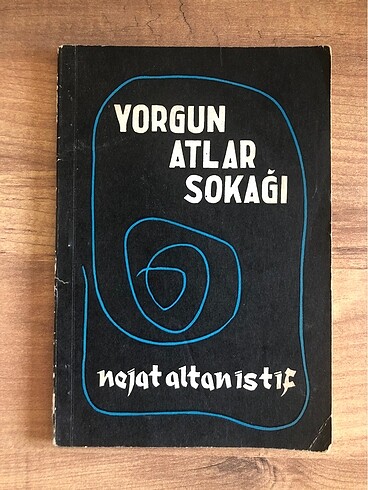 YORGUN
ATLAR
SOKAĞI
nejat altan istif